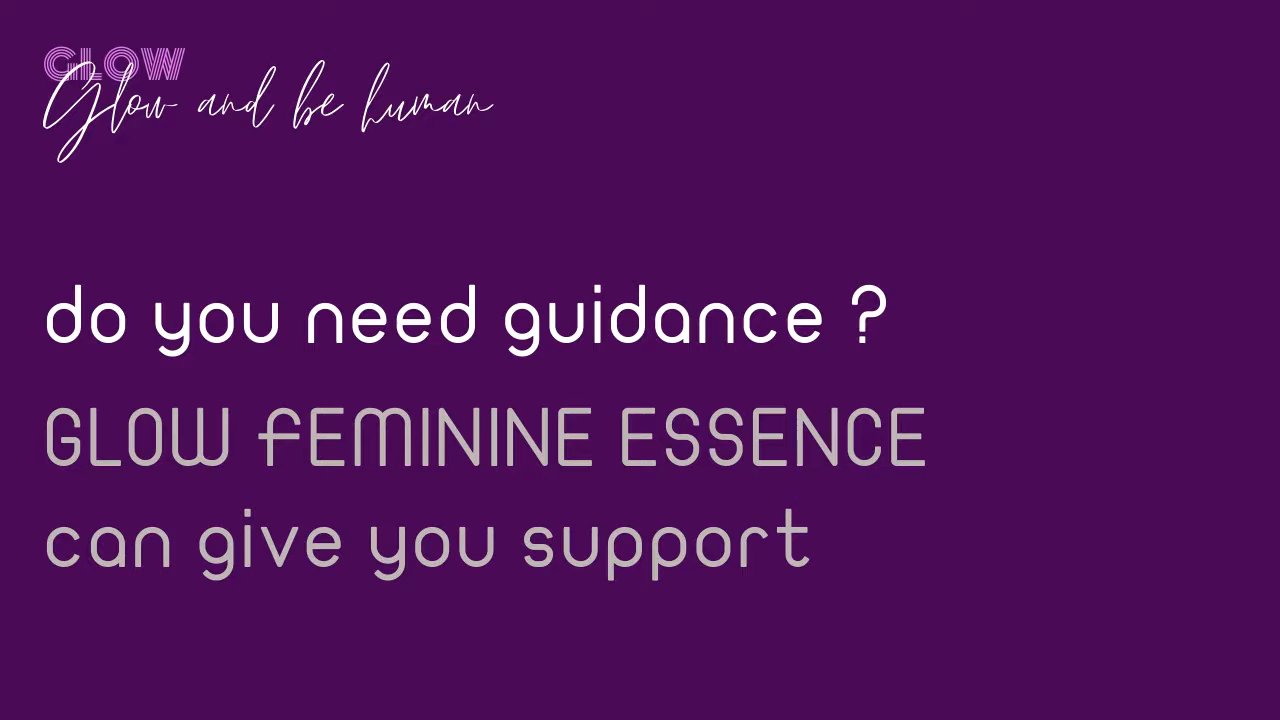 GLOW
Glow and be human
do you need guidance ?
GLOW FEMININE ESSENCE
can give you support